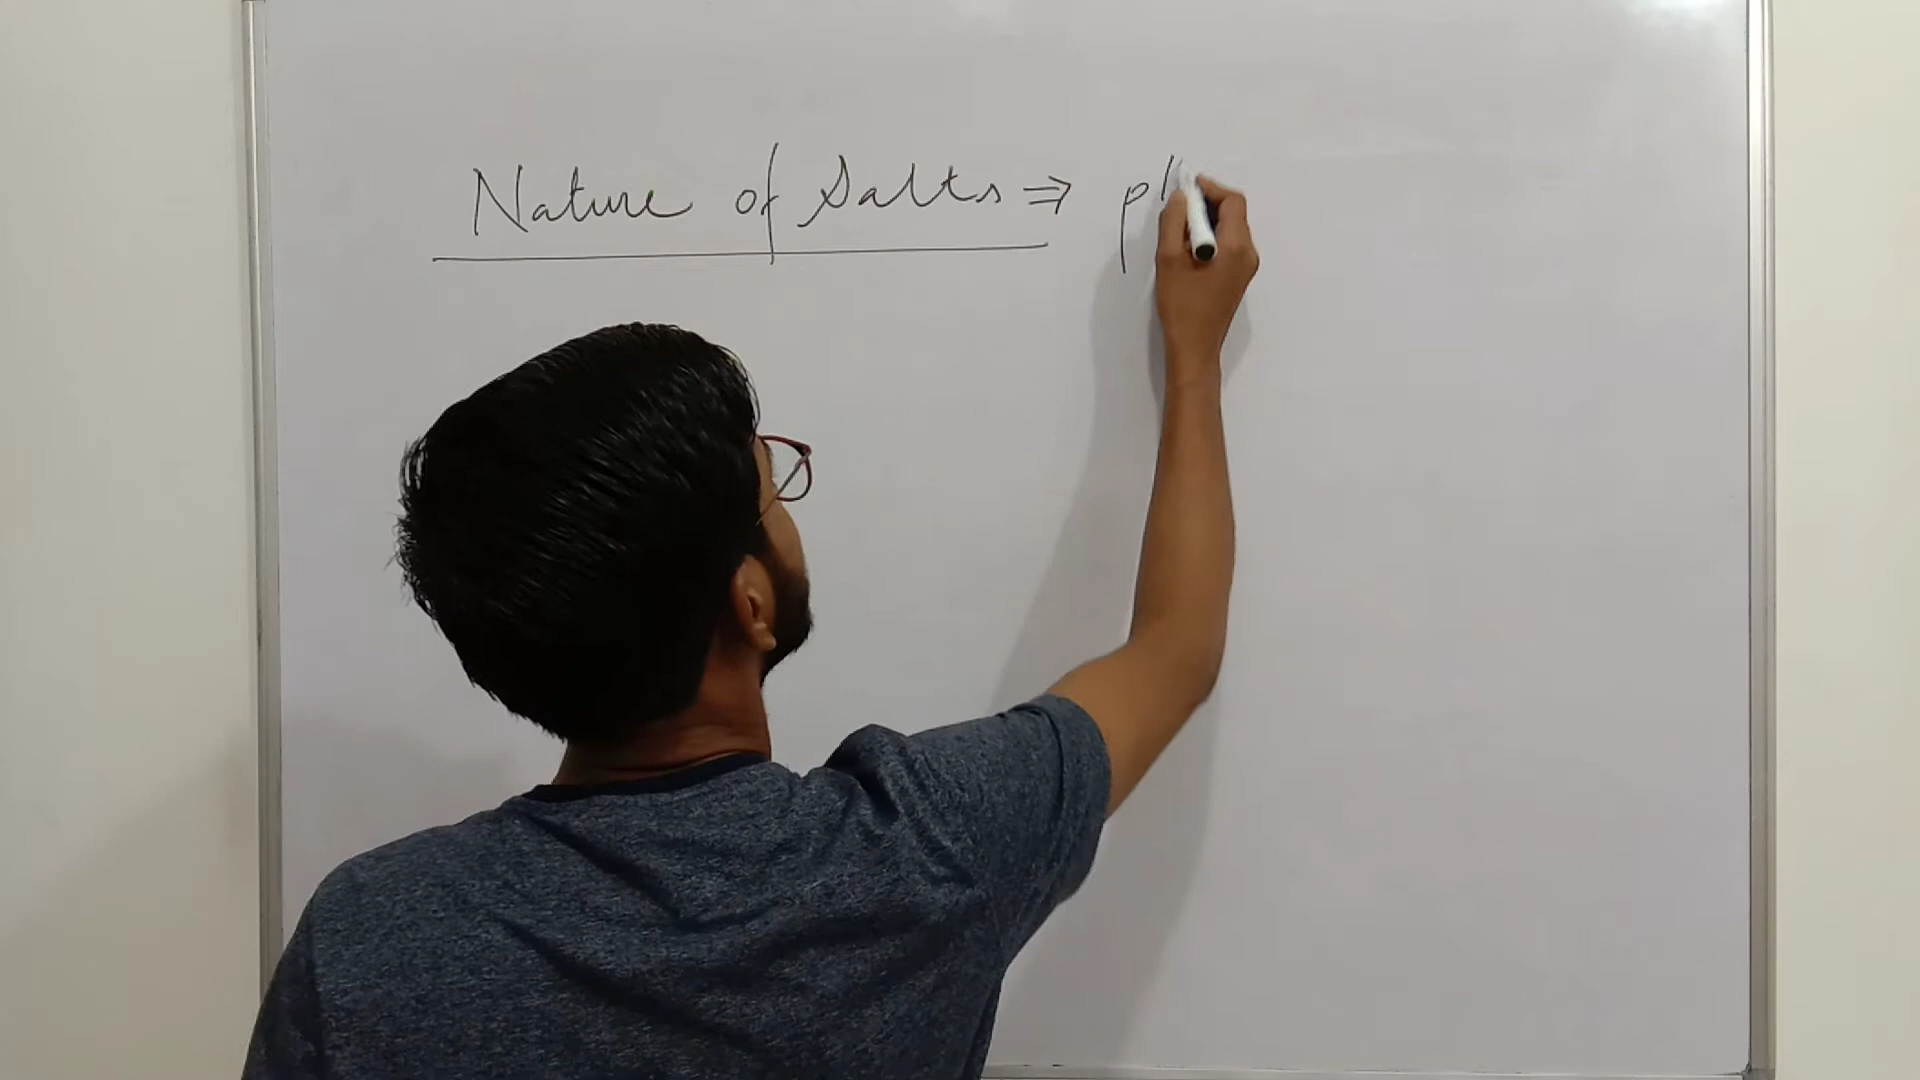 Nature of Salts ⇒ p